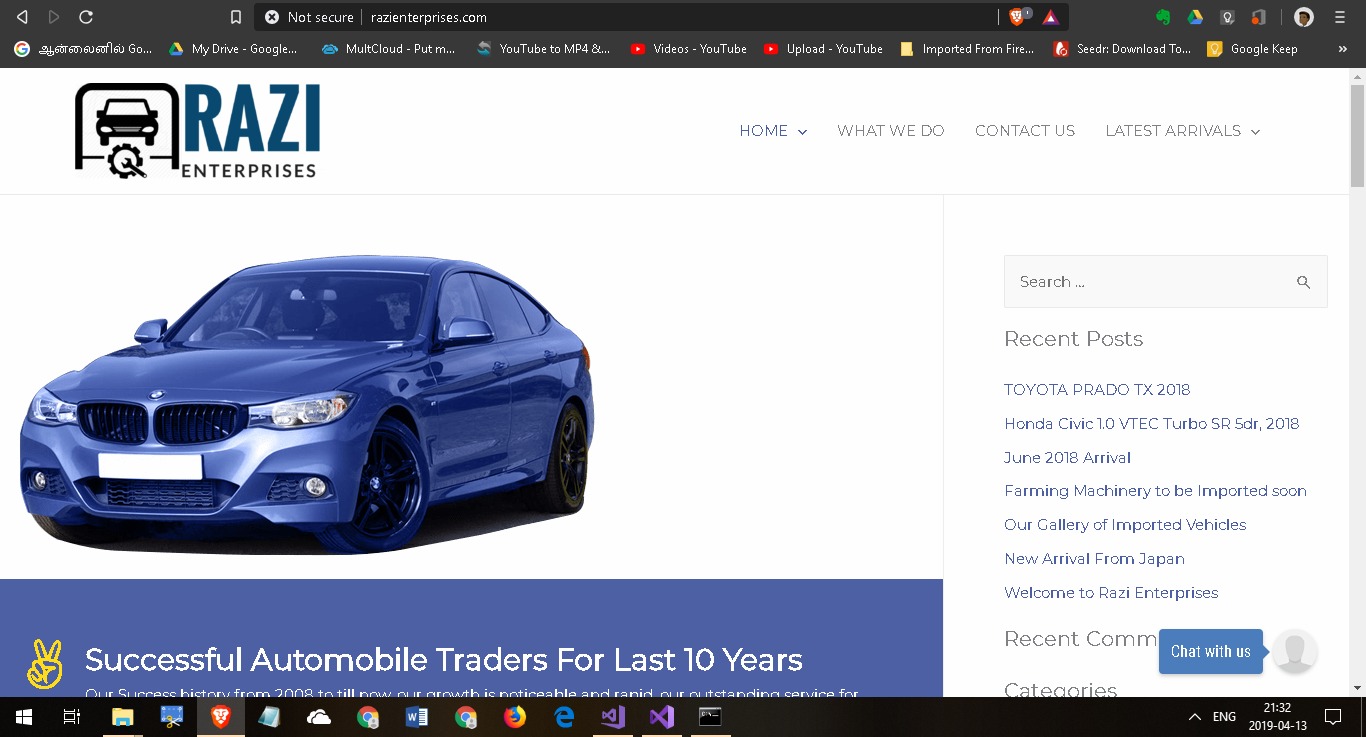 Not secure razienterprises.com
ஆன்லைனில் Go... My Drive - Google... MultCloud - Put m... YouTube to MP4 &... Videos - YouTube Upload - YouTube Imported From Fire... Seedr: Download To... Google Keep »
RAZI
ENTERPRISES
HOME WHAT WE DO CONTACT US LATEST ARRIVALS
Search ...
Recent Posts
TOYOTA PRADO TX 2018
Honda Civic 1.0 VTEC Turbo SR 5dr, 2018
June 2018 Arrival
Farming Machinery to be Imported soon
Our Gallery of Imported Vehicles
New Arrival From Japan
Welcome to Razi Enterprises
Recent Comm
Chat with us
Categories
Successful Automobile Traders For Last 10 Years
Our Success history from 2008 to till now, our growth is noticeable and rapid, our outstanding service for
ENG
21:32
2019-04-13